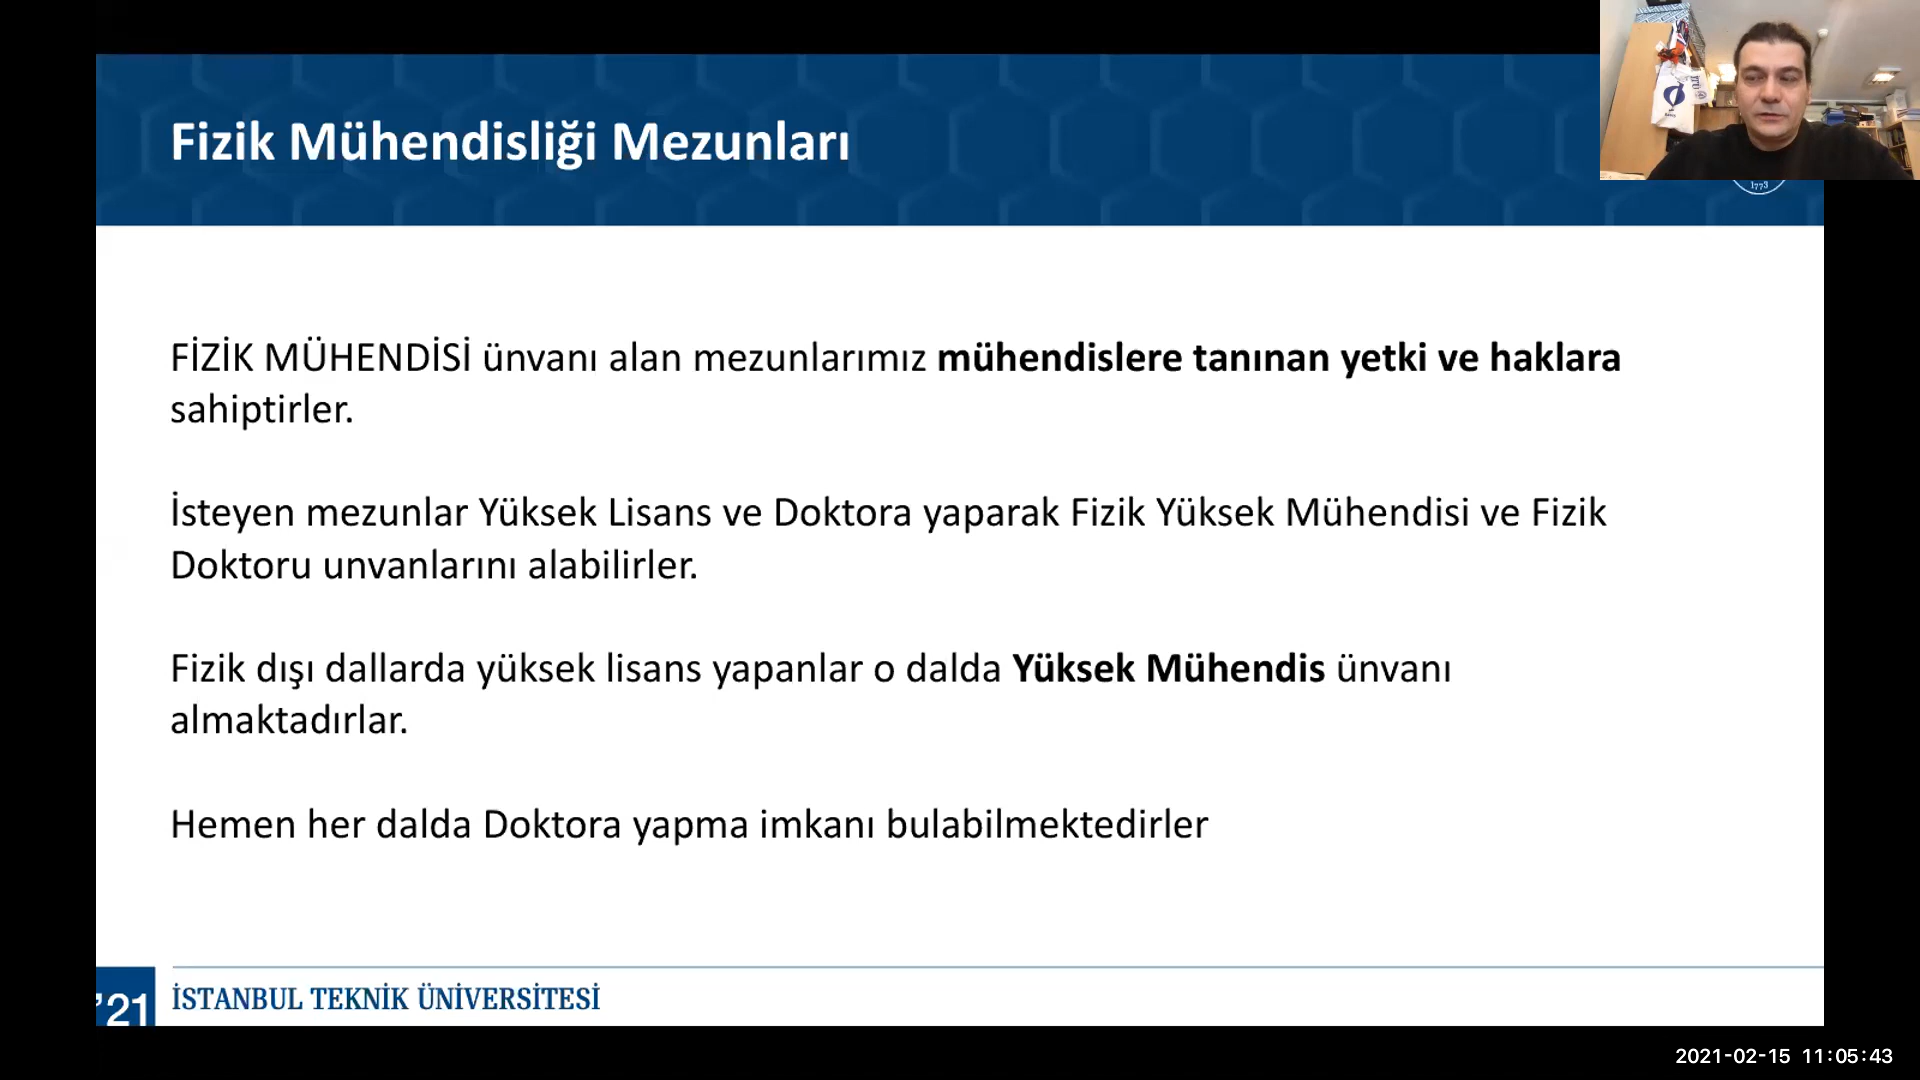 Fizik Mühendisliği Mezunları
1773
FİZİK MÜHENDİSİ ünvanı alan mezunlarımız mühendislere tanınan yetki ve haklara
sahiptirler.
İsteyen mezunlar Yüksek Lisans ve Doktora yaparak Fizik Yüksek Mühendisi ve Fizik
Doktoru unvanlarını alabilirler.
Fizik dışı dallarda yüksek lisans yapanlar o dalda Yüksek Mühendis ünvanı
almaktadırlar.
Hemen her dalda Doktora yapma imkanı bulabilmektedirler
'21
İSTANBUL TEKNİK ÜNİVERSİTESİ
2021-02-15 11:05:43